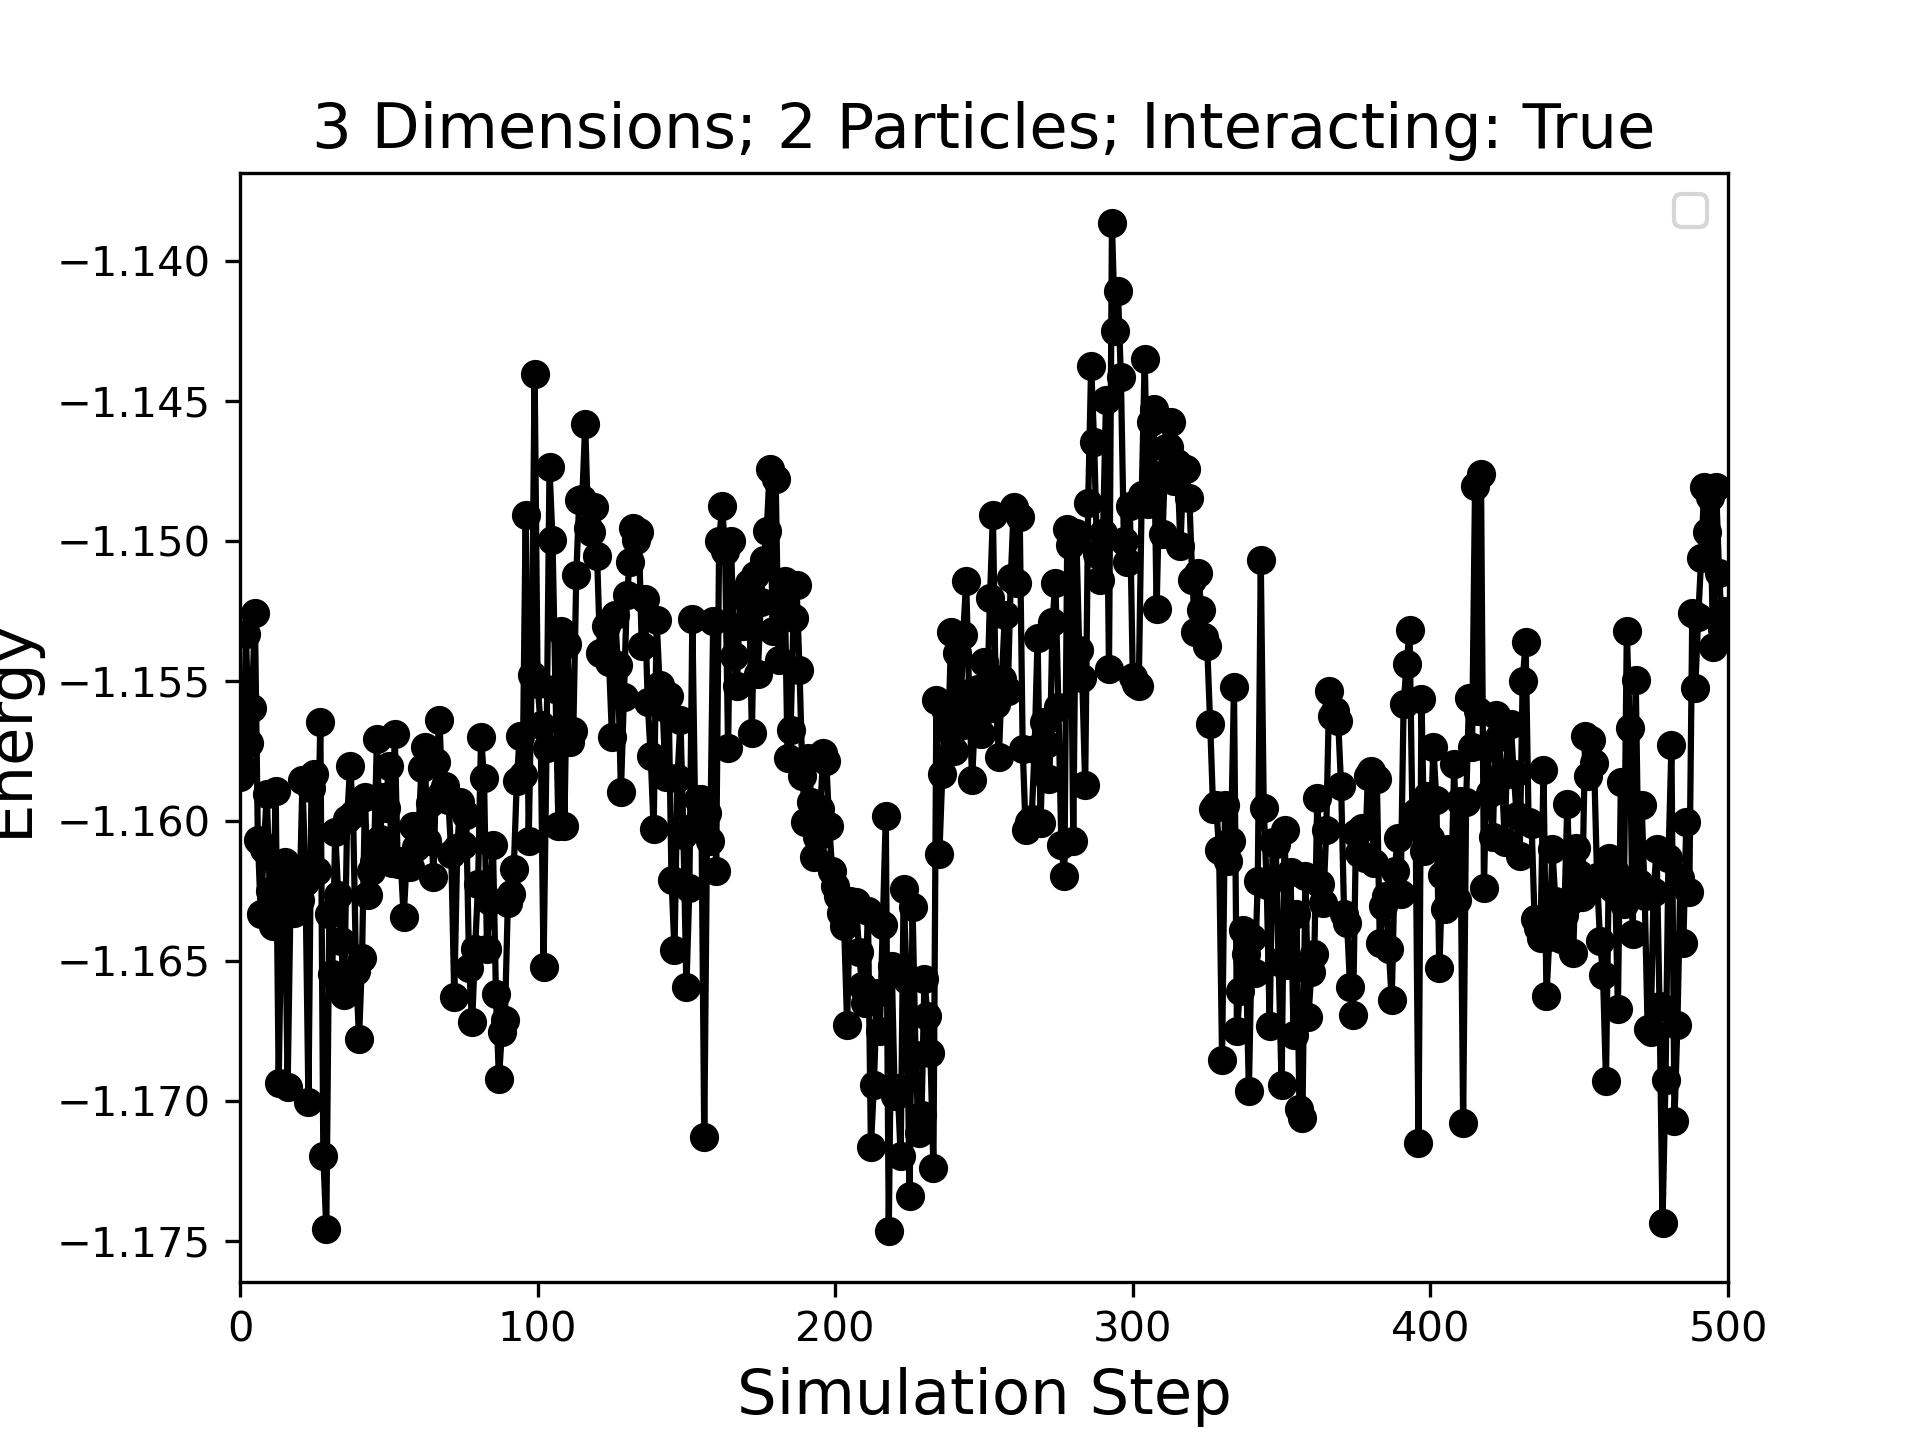 3 Dimensions; 2 Particles; Interacting: True
Energy
−1.140
−1.145
−1.150
−1.155
−1.160
−1.165
−1.170
−1.175
0 100 200 300 400 500
Simulation Step